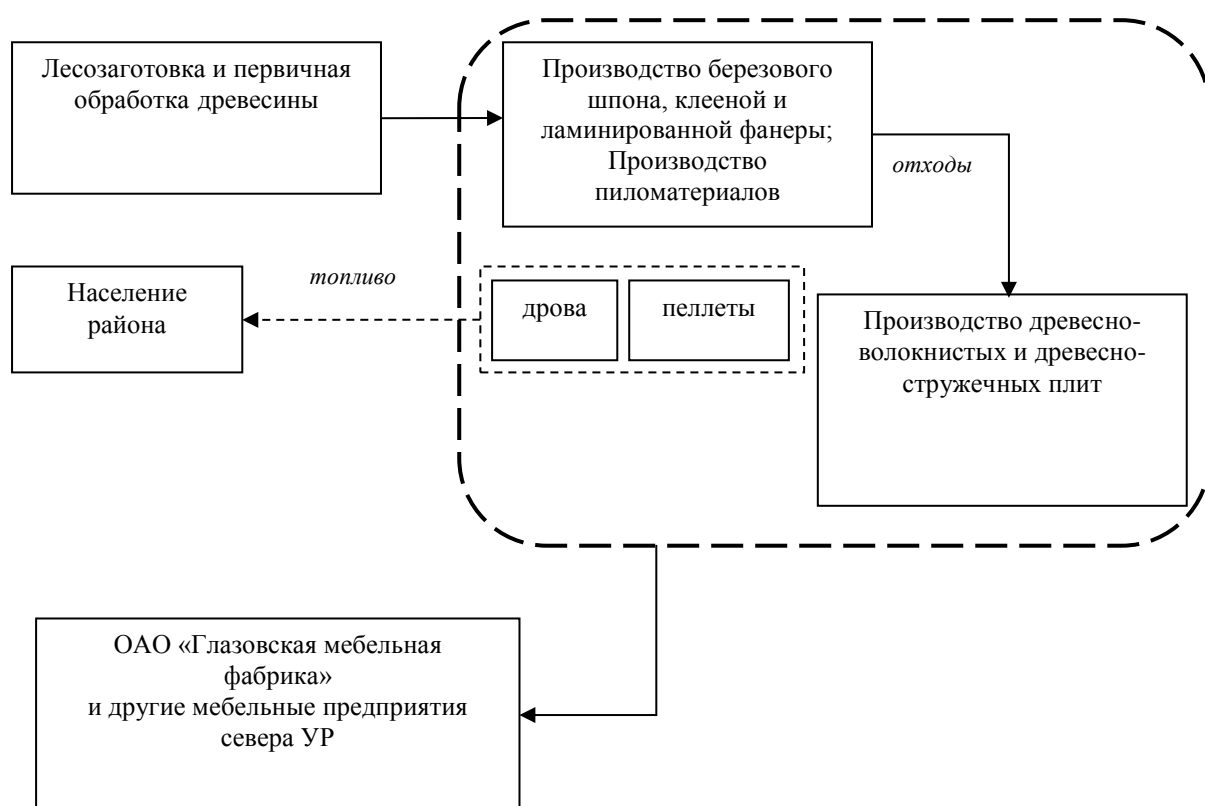 Лесозаготовка и первичная
обработка древесины
Производство березового
шпона, клееной и
ламинированной фанеры;
Производство
пиломатериалов
отходы
топливо
Население
района
дрова
пеллеты
Производство древесно-
волокнистых и древесно-
стружечных плит
ОАО «Глазовская мебельная
фабрика»
и другие мебельные предприятия
севера УР